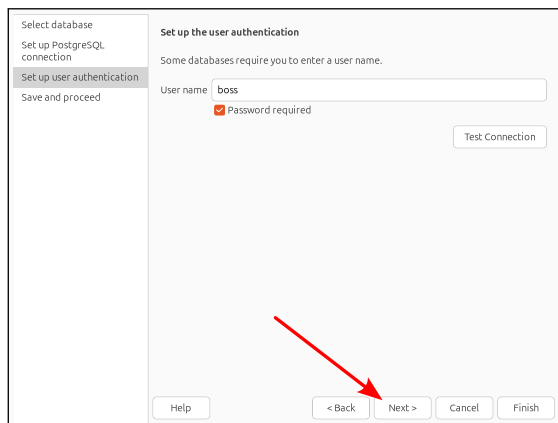 Select database
Set up PostgreSQL
connection
Set up user authentication
Save and proceed
Set up the user authentication
Some databases require you to enter a user name.
User name boss
Password required
Test Connection
Help < Back Next > Cancel Finish